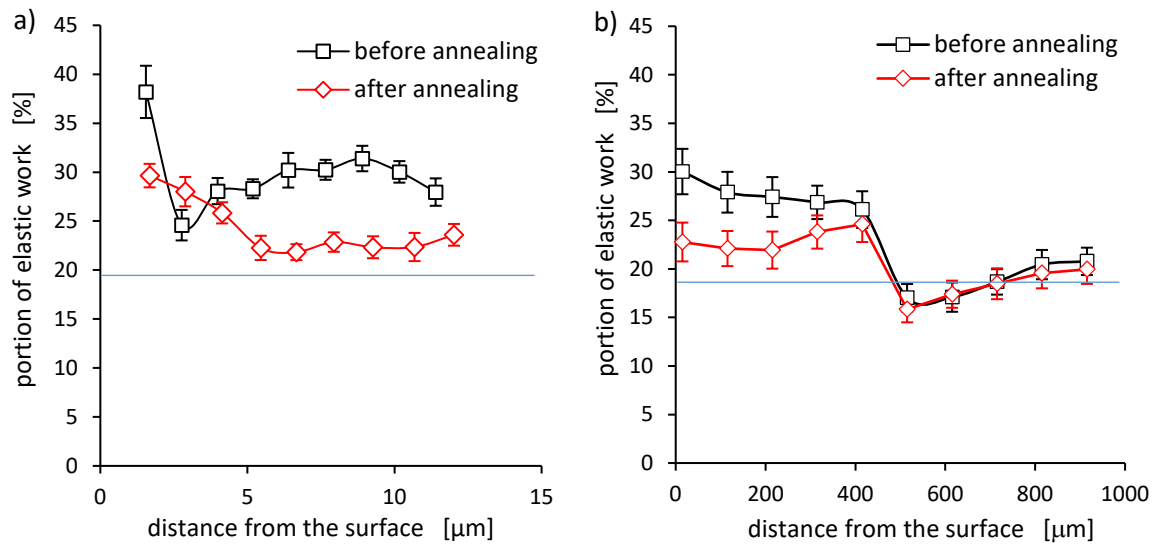 a)
45
40
35
30
25
20
15
10
5
0
portion of elastic work [%]
before annealing
after annealing
0 5 10 15
distance from the surface [μm]
b)
45
40
35
30
25
20
15
10
5
0
portion of elastic work [%]
before annealing
after annealing
0 200 400 600 800 1000
distance from the surface [μm]